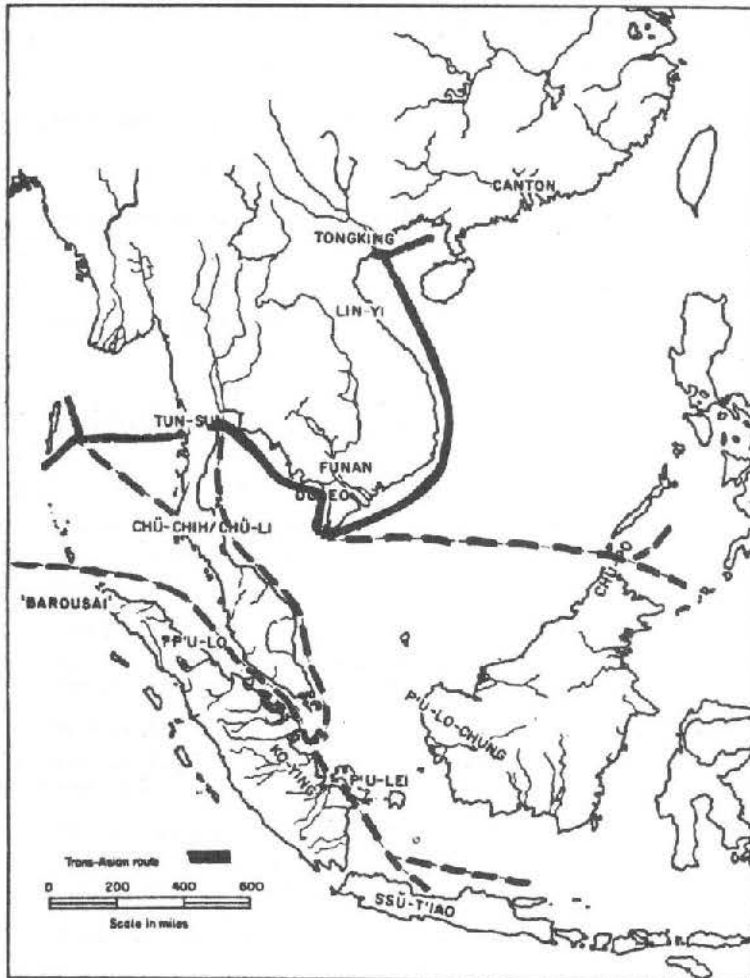 CANTON
TONGKING
LIN-YI
TUN-SUN
FUNAN
CHÜ-CHIH/CHÜ-LI
'BAROUSAI'
?P'U-LO
P'U-LO-CHUNG
KO-YING
P'U-LEI
Trans-Asian route
0 200 400 600
Scale in miles
SSŬ-T'IAO